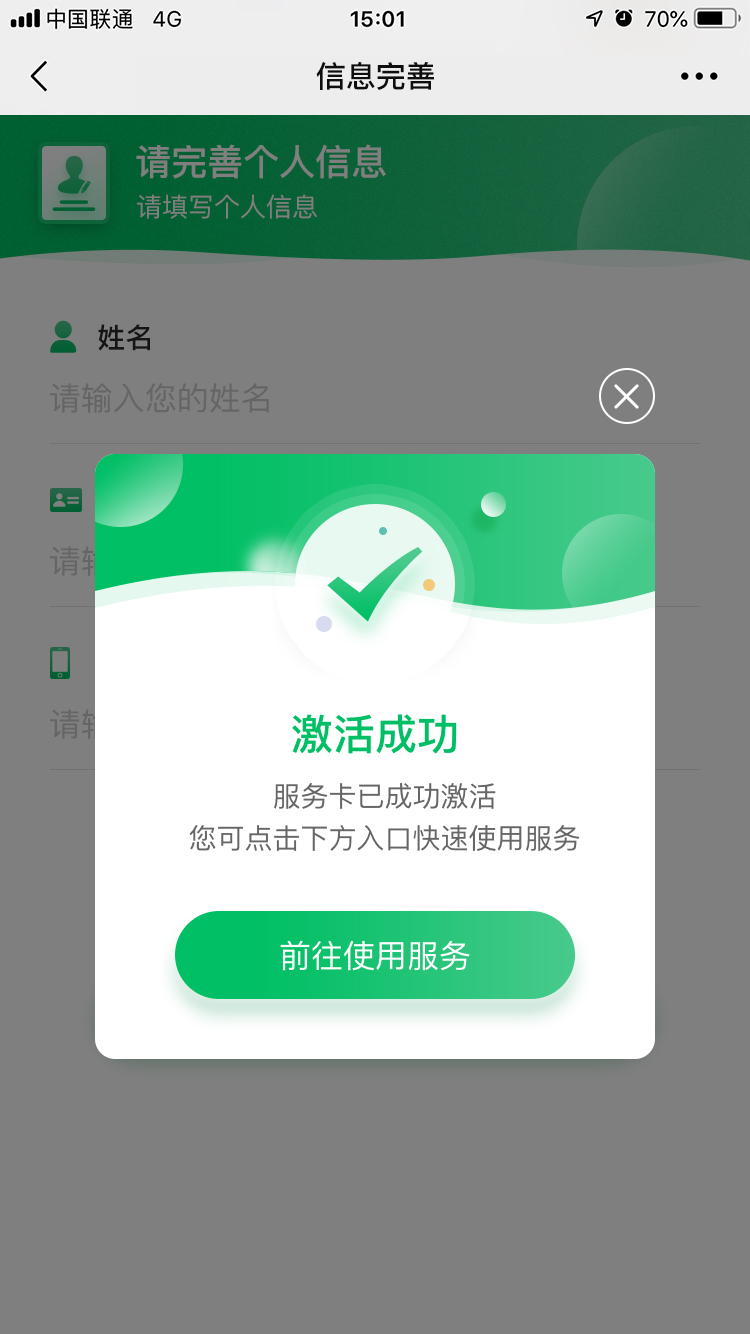 中国联通 4G 15:01 70%
信息完善
请完善个人信息
请填写个人信息
姓名
请输入您的姓名
请
请
激活成功
服务卡已成功激活
您可点击下方入口快速使用服务
前往使用服务